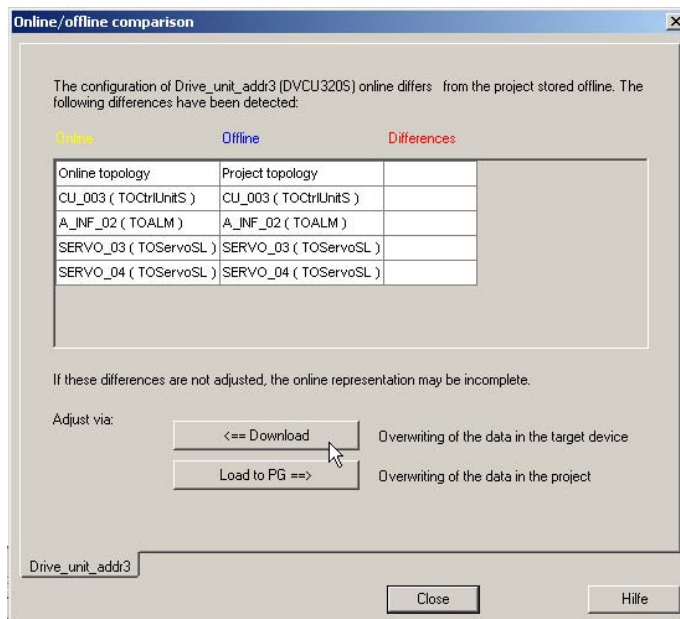 Online/offline comparison
The configuration of Drive_unit_addr3 (DVCU320S) online differs from the project stored offline. The
following differences have been detected:
Online Offline Differences
Online topology Project topology
CU_003 ( TOCtrlUnitS ) CU_003 ( TOCtrlUnitS )
A_INF_02 ( TOALM ) A_INF_02 ( TOALM )
SERVO_03 ( TOServoSL ) SERVO_03 ( TOServoSL )
SERVO_04 ( TOServoSL ) SERVO_04 ( TOServoSL )
If these differences are not adjusted, the online representation may be incomplete.
Adjust via:
<== Download Overwriting of the data in the target device
Load to PG ==> Overwriting of the data in the project
Drive_unit_addr3
Close Hilfe